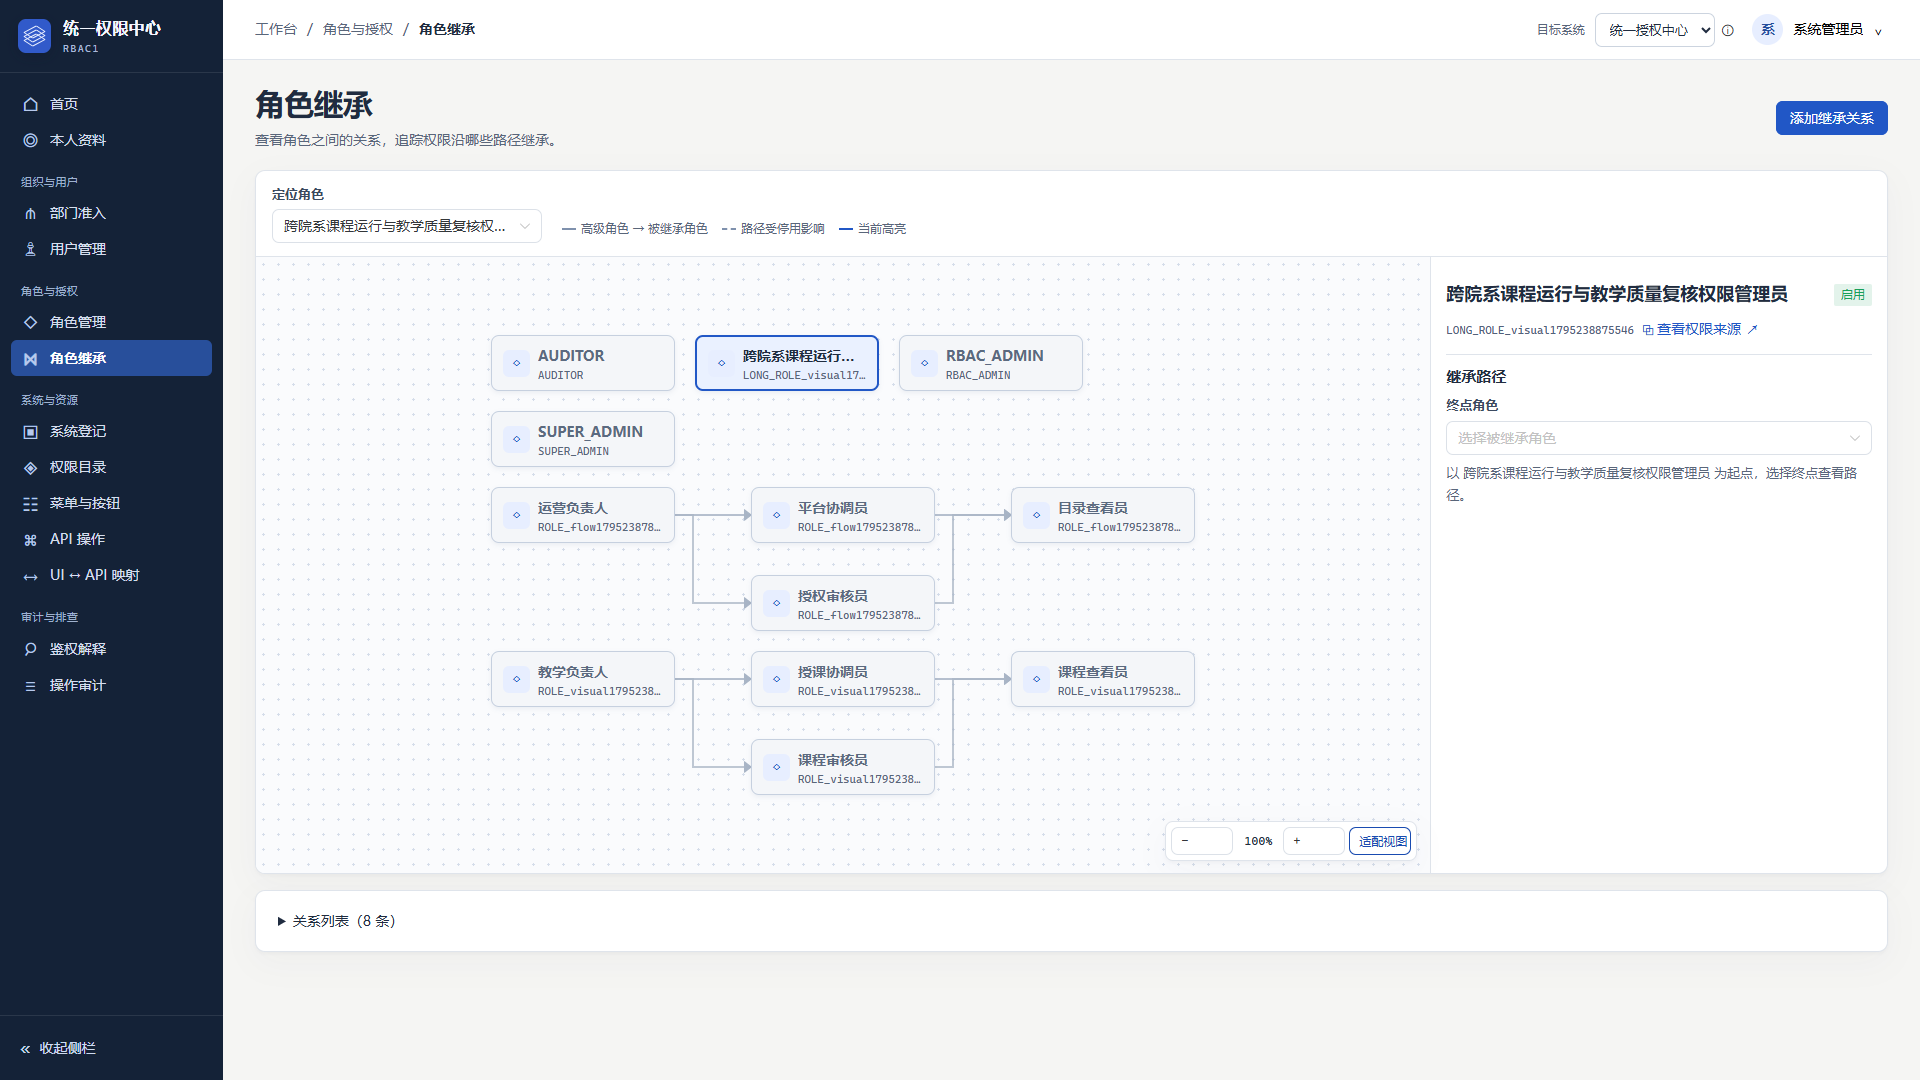 统一权限中心
RBAC1
首页
本人资料
组织与用户
部门准入
用户管理
角色与授权
角色管理
角色继承
系统与资源
系统登记
权限目录
菜单与按钮
API 操作
UI ↔ API 映射
审计与排查
鉴权解释
操作审计
« 收起侧栏
工作台 / 角色与授权 / 角色继承
目标系统 统一授权中心 系 系统管理员
角色继承
查看角色之间的关系，追踪权限沿哪些路径继承。
添加继承关系
定位角色
跨院系课程运行与教学质量复核权...
高级角色 → 被继承角色 路径受停用影响 当前高亮
AUDITOR
AUDITOR
跨院系课程运行...
LONG_ROLE_visual17...
RBAC_ADMIN
RBAC_ADMIN
SUPER_ADMIN
SUPER_ADMIN
运营负责人
ROLE_flow179523878...
平台协调员
ROLE_flow179523878...
目录查看员
ROLE_flow179523878...
授权审核员
ROLE_flow179523878...
教学负责人
ROLE_visual1795238...
授课协调员
ROLE_visual1795238...
课程查看员
ROLE_visual1795238...
课程审核员
ROLE_visual1795238...
− 100% + 适配视图
跨院系课程运行与教学质量复核权限管理员 启用
LONG_ROLE_visual1795238875546 查看权限来源 ↗
继承路径
终点角色
选择被继承角色
以 跨院系课程运行与教学质量复核权限管理员 为起点，选择终点查看路
径。
▶ 关系列表（8 条）